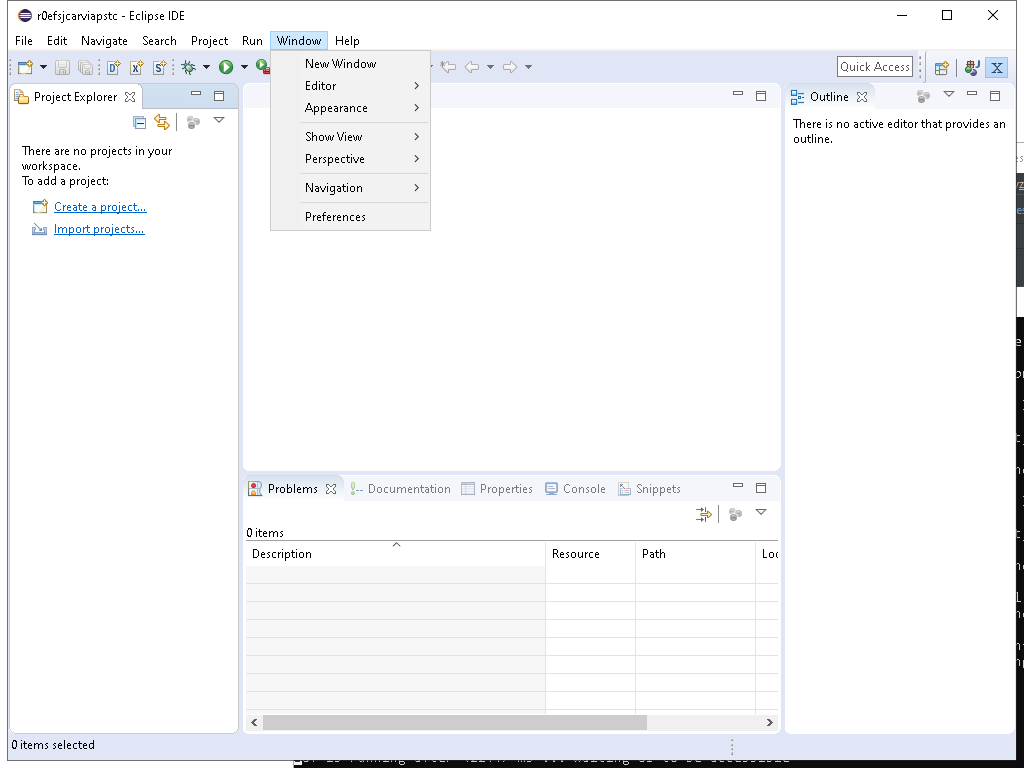 r0efsjcarviapstc - Eclipse IDE
File Edit Navigate Search Project Run Window Help
New Window
Editor
Appearance
Show View
Perspective
Navigation
Preferences
Quick Access
Project Explorer
There are no projects in your
workspace.
To add a project:
Create a project...
Import projects...
Outline
There is no active editor that provides an
outline.
Problems Documentation Properties Console Snippets
0 items
Description Resource Path Loc
0 items selected